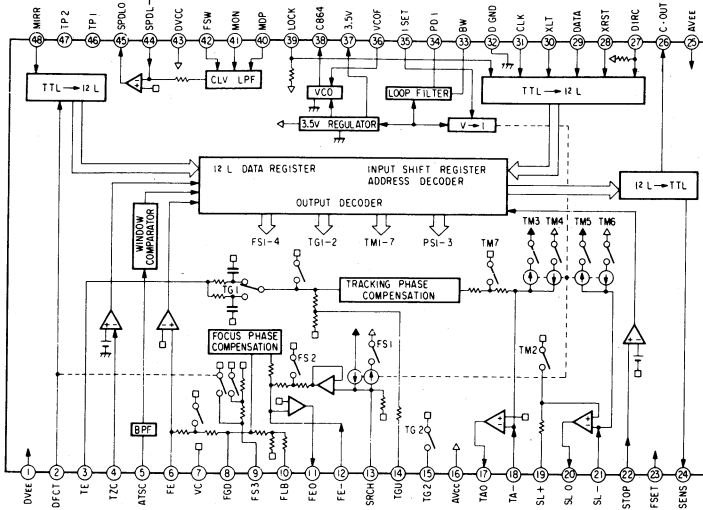 MIRR TP2 TP1 SPDLO SPDL- DVCC FSW MON MDP LOCK C864 3.5V VCOF ISET PD1 BW D GND CLK XLT DATA XRST DIRC C·OUT AVEE
48 47 46 45 44 43 42 41 40 39 38 37 36 35 34 33 32 31 30 29 28 27 26 25
TTL → I2 L
CLV LPF
VCO
LOOP FILTER
TTL → I2 L
3.5V REGULATOR
V → I
I2 L DATA REGISTER
INPUT SHIFT REGISTER
ADDRESS DECODER
OUTPUT DECODER
I2 L → TTL
WINDOW
COMPARATOR
FS1-4 TG1-2 TM1-7 PS1-3
TM3 TM4 TM5 TM6
TM7
TG1
TRACKING PHASE
COMPENSATION
FOCUS PHASE
COMPENSATION
FS2
FS1
TM2
TG2
BPF
1 2 3 4 5 6 7 8 9 10 11 12 13 14 15 16 17 18 19 20 21 22 23 24
DVee DFCT TE TZC ATSC FE VC FGD FS3 FLB FEO FE- SRCH TGU TG2 AVcc TAO TA- SL+ SLO SL- STOP FSET SENS